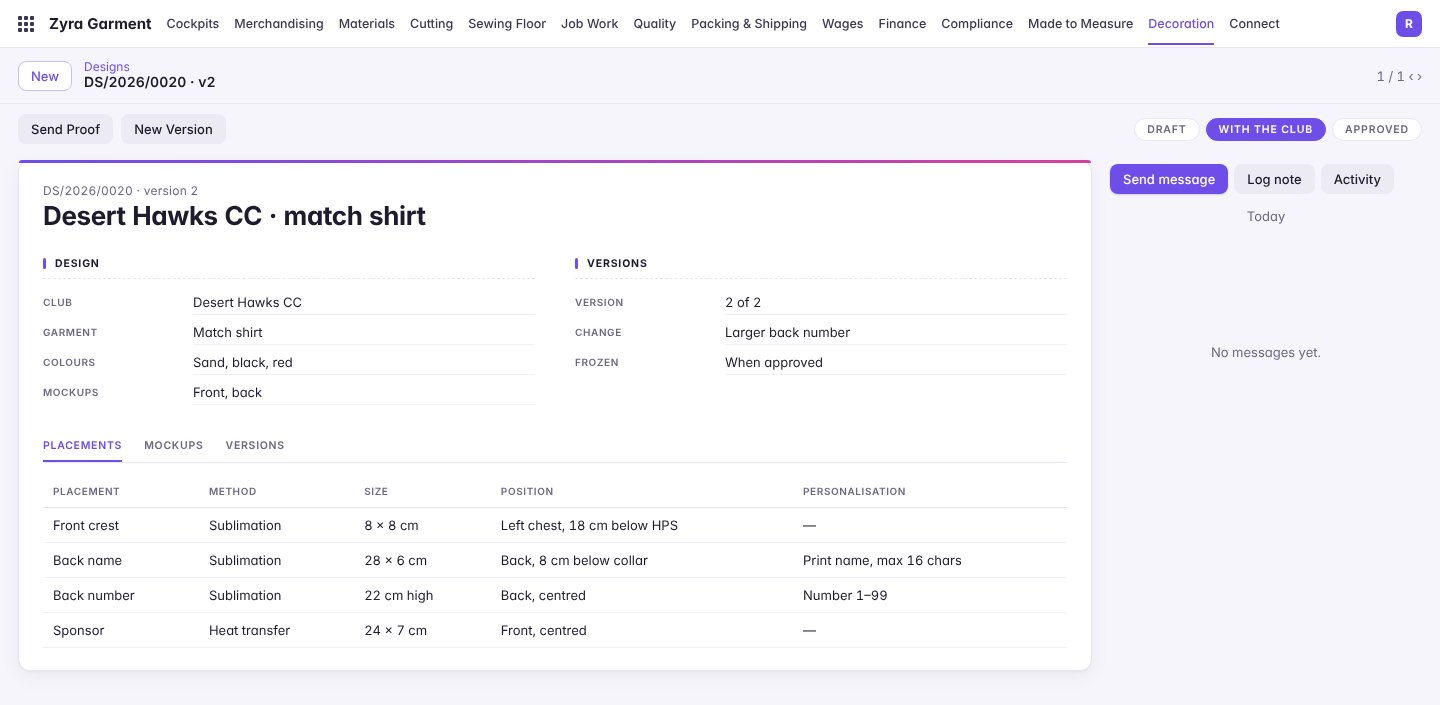 Zyra Garment Cockpits Merchandising Materials Cutting Sewing Floor Job Work Quality Packing & Shipping Wages Finance Compliance Made to Measure Decoration Connect R
New
Designs
DS/2026/0020 · v2
1 / 1 ‹ ›
Send Proof New Version
DRAFT WITH THE CLUB APPROVED
DS/2026/0020 · version 2
Desert Hawks CC · match shirt
DESIGN
CLUB Desert Hawks CC
GARMENT Match shirt
COLOURS Sand, black, red
MOCKUPS Front, back
VERSIONS
VERSION 2 of 2
CHANGE Larger back number
FROZEN When approved
PLACEMENTS MOCKUPS VERSIONS
PLACEMENT METHOD SIZE POSITION PERSONALISATION
Front crest Sublimation 8 × 8 cm Left chest, 18 cm below HPS —
Back name Sublimation 28 × 6 cm Back, 8 cm below collar Print name, max 16 chars
Back number Sublimation 22 cm high Back, centred Number 1–99
Sponsor Heat transfer 24 × 7 cm Front, centred —
Send message Log note Activity
Today
No messages yet.